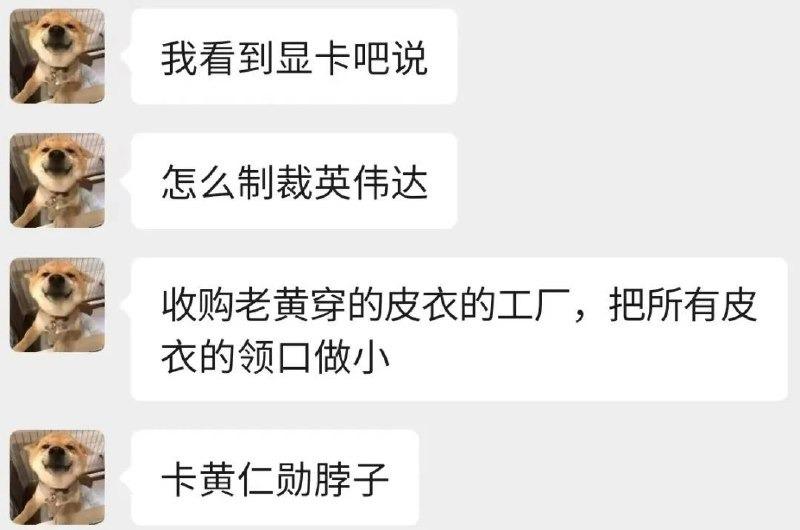 我看到显卡吧说
怎么制裁英伟达
收购老黄穿的皮衣的工厂，把所有皮
衣的领口做小
卡黄仁勋脖子